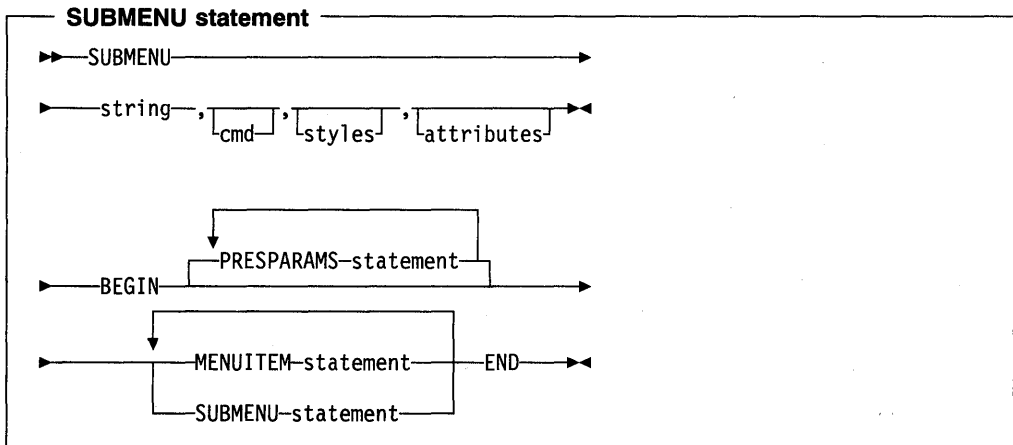 SUBMENU statement
SUBMENU
string , cmd , styles , attributes
PRESPARAMS statement
BEGIN
MENUITEM statement END
SUBMENU statement